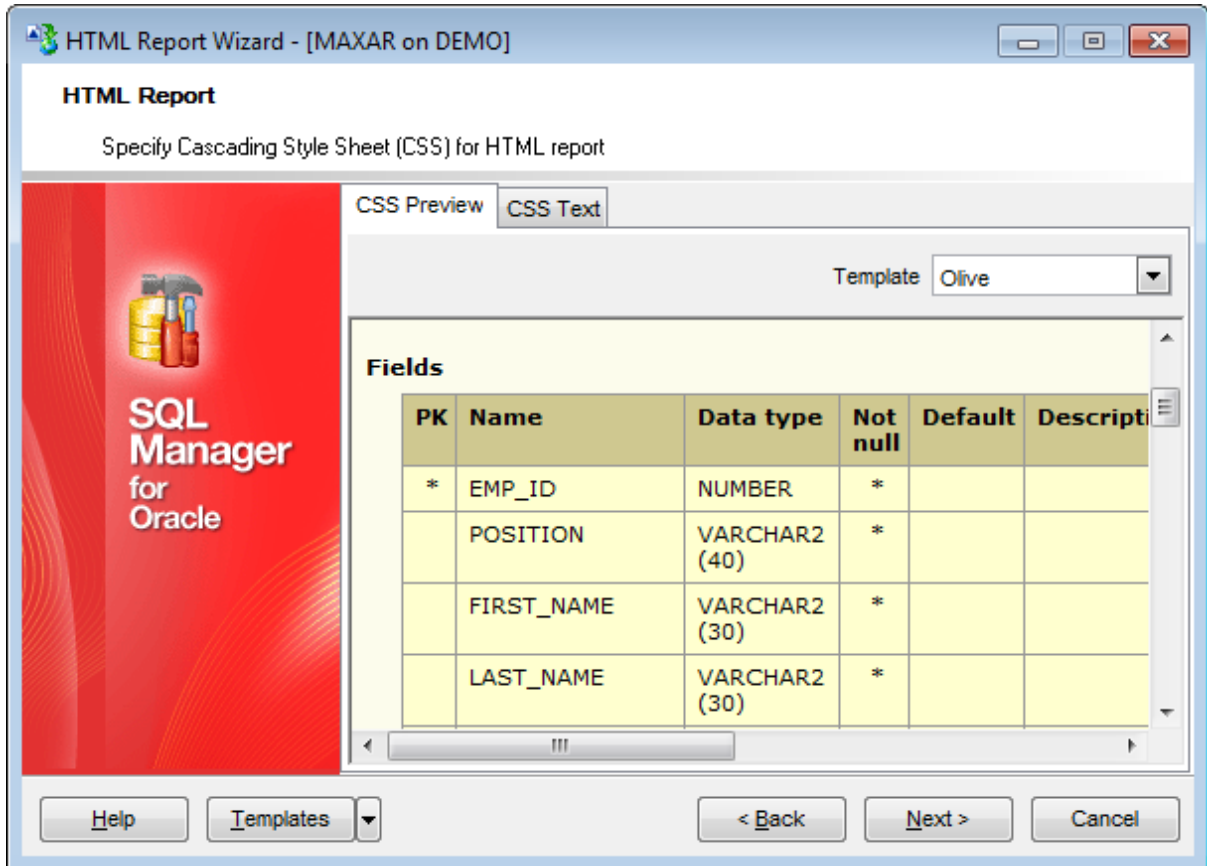 HTML Report Wizard - [MAXAR on DEMO]
HTML Report
Specify Cascading Style Sheet (CSS) for HTML report
SQL
Manager
for
Oracle
CSS Preview CSS Text
Template Olive
Fields
PK Name Data type Not null Default Descripti
* EMP_ID NUMBER *
POSITION VARCHAR2 (40) *
FIRST_NAME VARCHAR2 (30) *
LAST_NAME VARCHAR2 (30) *
Help Templates < Back Next > Cancel